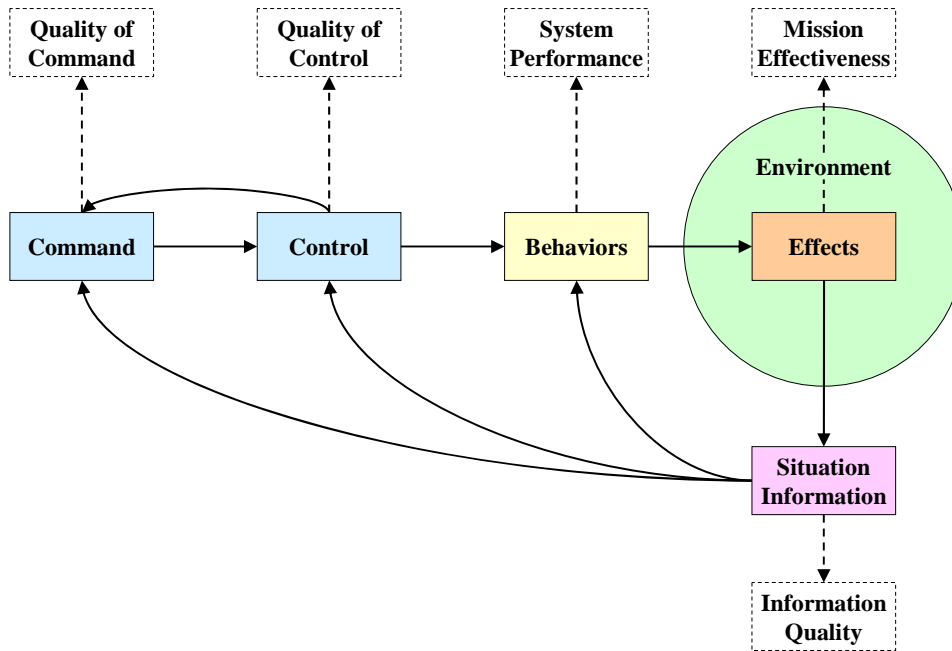 Quality of
Command
Quality of
Control
System
Performance
Mission
Effectiveness
Environment
Command
Control
Behaviors
Effects
Situation
Information
Information
Quality